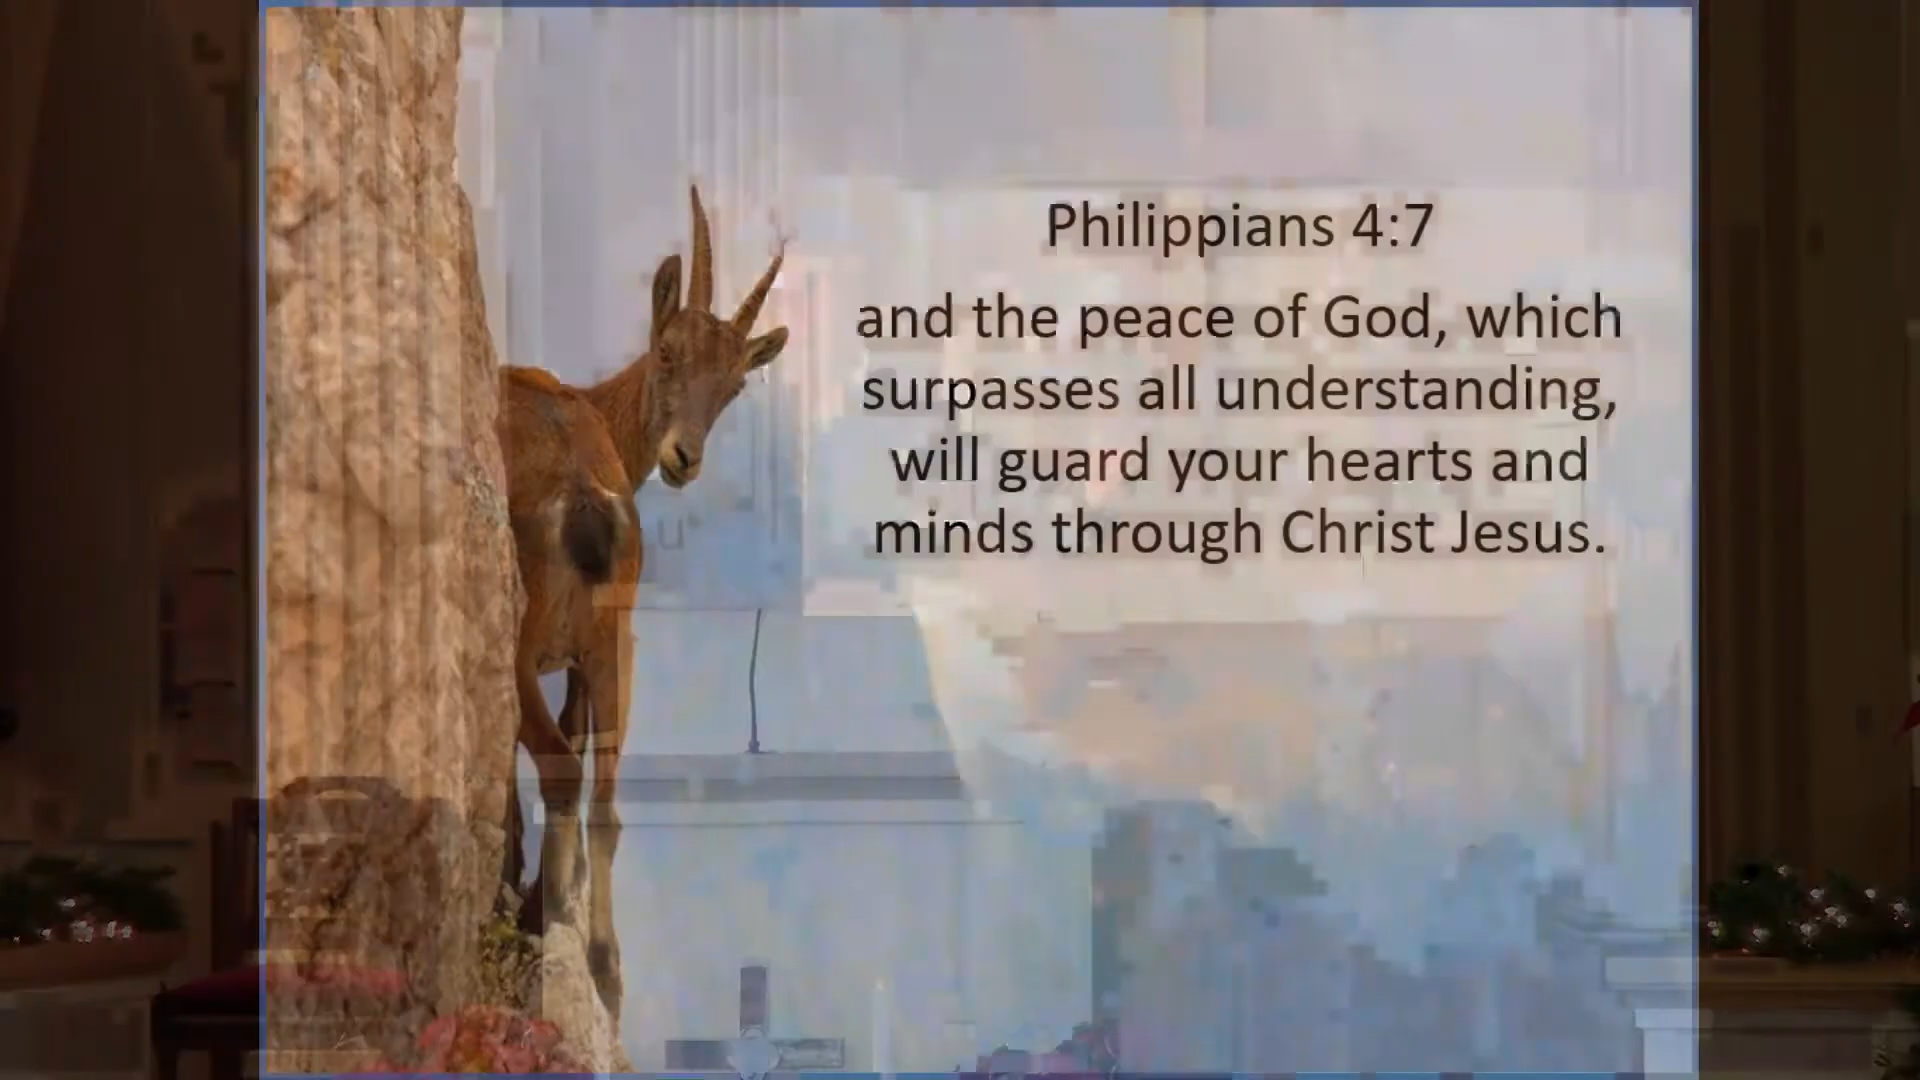 Philippians 4:7
and the peace of God, which
surpasses all understanding,
will guard your hearts and
minds through Christ Jesus.